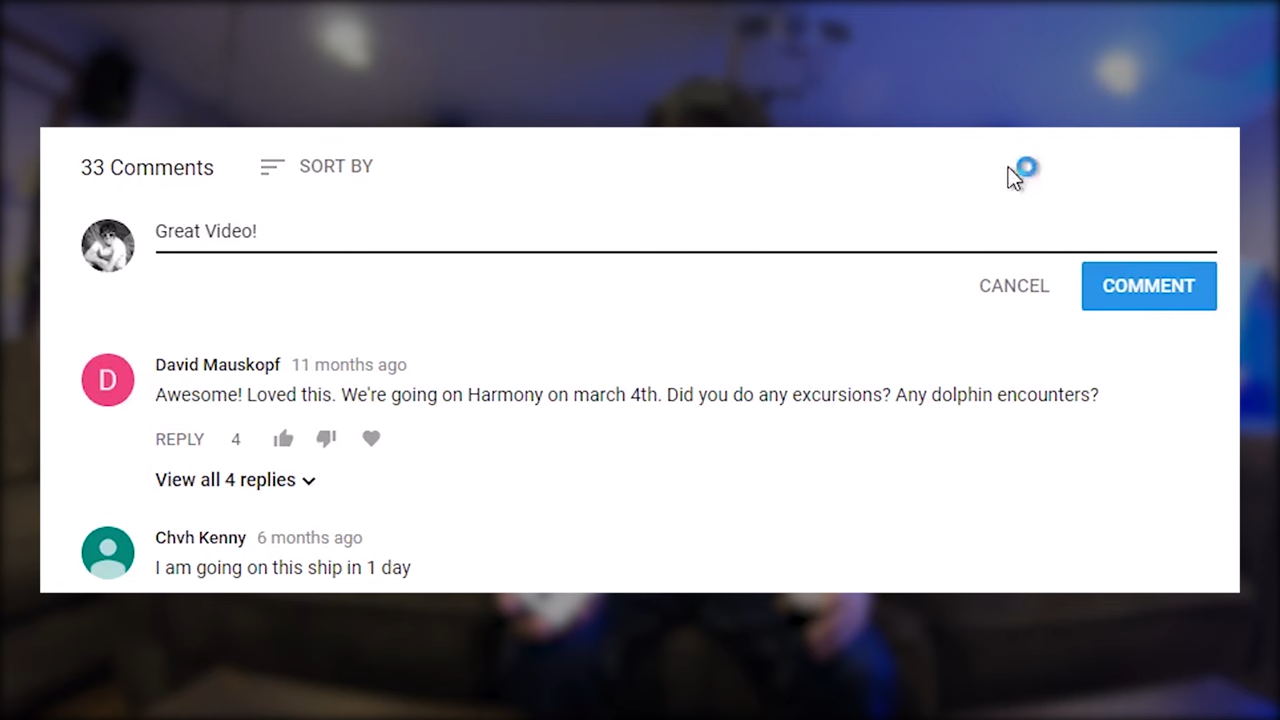 33 Comments SORT BY
Great Video!
CANCEL COMMENT
D
David Mauskopf 11 months ago
Awesome! Loved this. We're going on Harmony on march 4th. Did you do any excursions? Any dolphin encounters?
REPLY 4
View all 4 replies
Chvh Kenny 6 months ago
I am going on this ship in 1 day